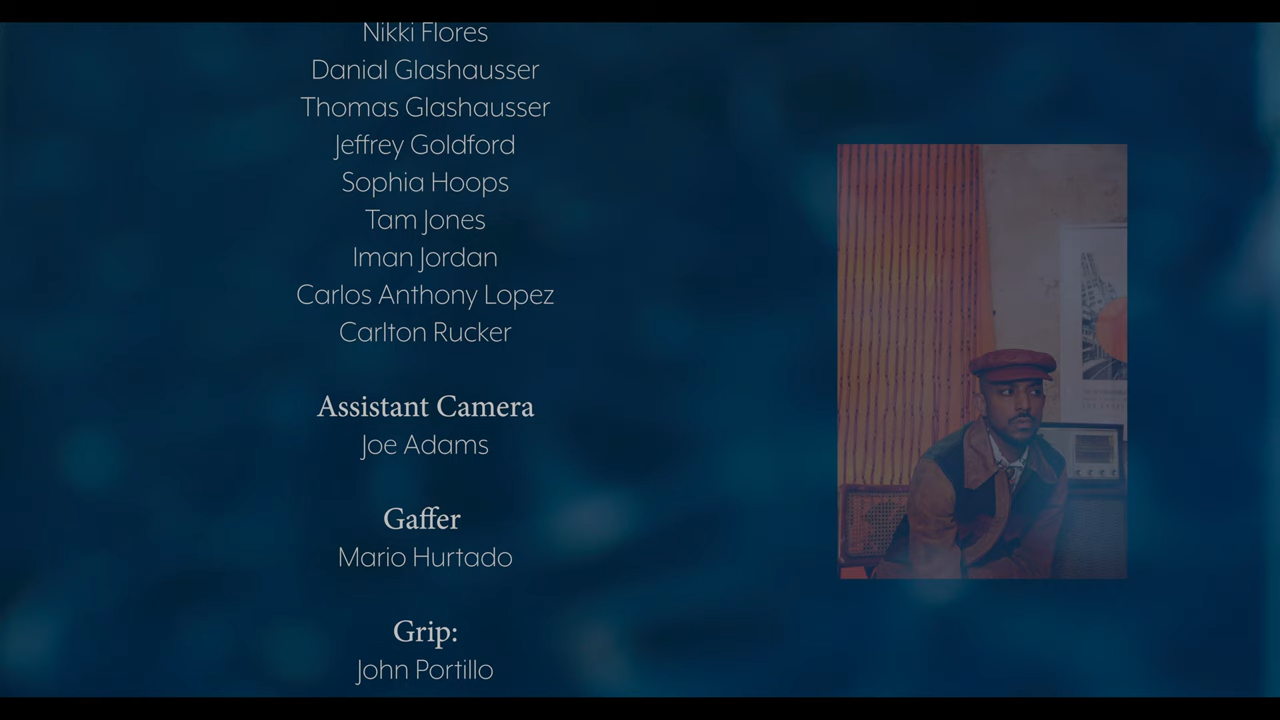 Nikki Flores
Danial Glashausser
Thomas Glashausser
Jeffrey Goldford
Sophia Hoops
Tam Jones
Iman Jordan
Carlos Anthony Lopez
Carlton Rucker
Assistant Camera
Joe Adams
Gaffer
Mario Hurtado
Grip:
John Portillo